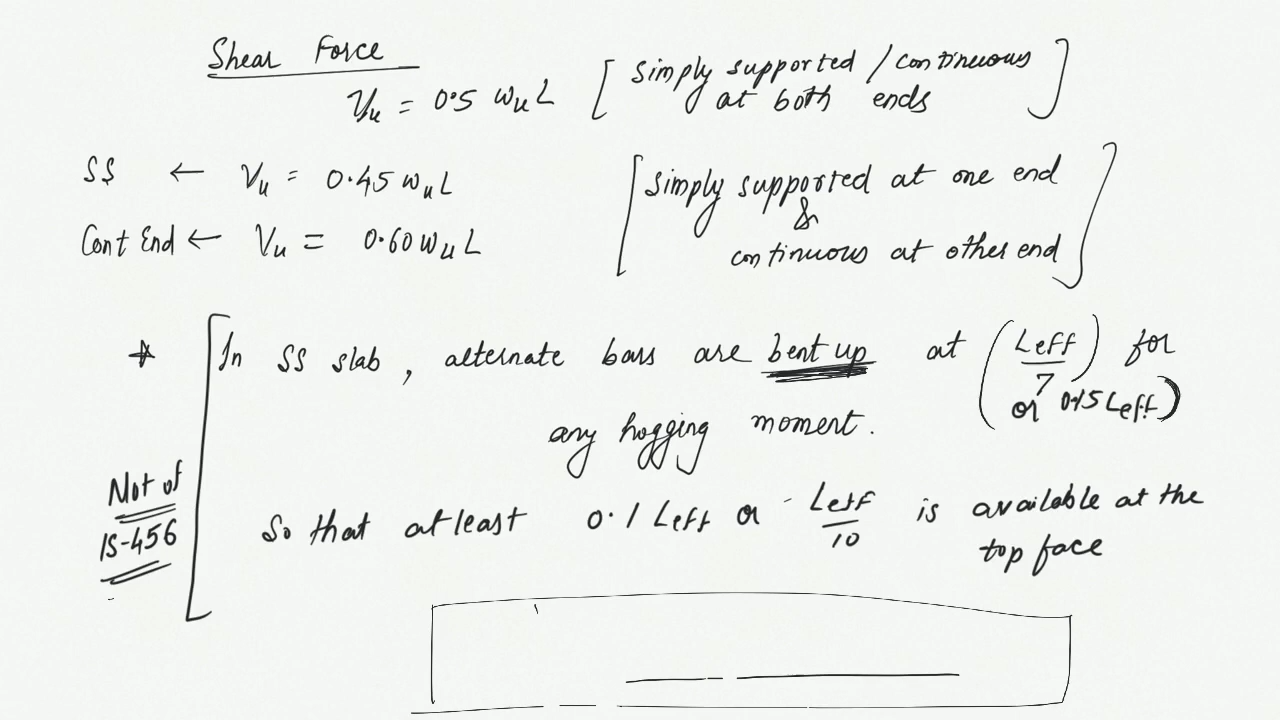 Shear Force
Vu = 0.5 wu L [simply supported / continuous
at both ends]
SS ← Vu = 0.45 wu L [simply supported at one end
&
Cont End ← Vu = 0.60 wu L continuous at other end]
* [In SS slab, alternate bars are bent up at (Leff/7 for
or 0.15 Leff)
any hogging moment.
Not of
IS-456
So that atleast 0.1 Leff or Leff/10 is available at the
top face